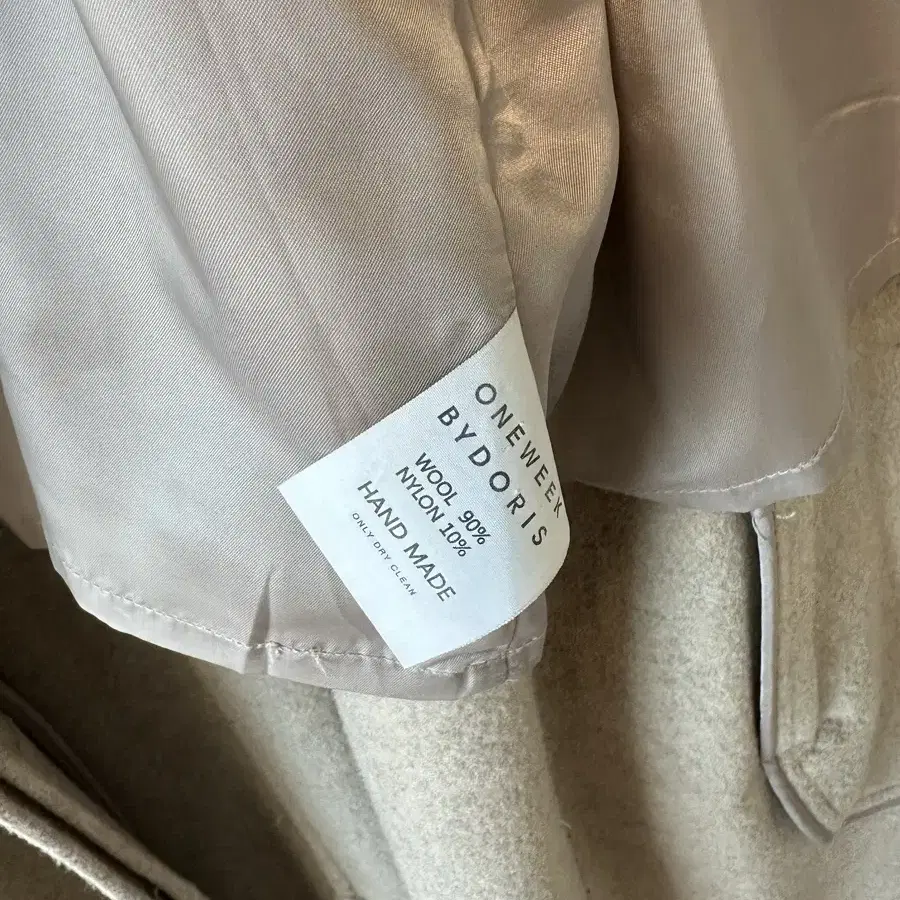 ONEWEEK
BYDORIS
WOOL 90%
NYLON 10%
HAND MADE
ONLY DRY CLEAN